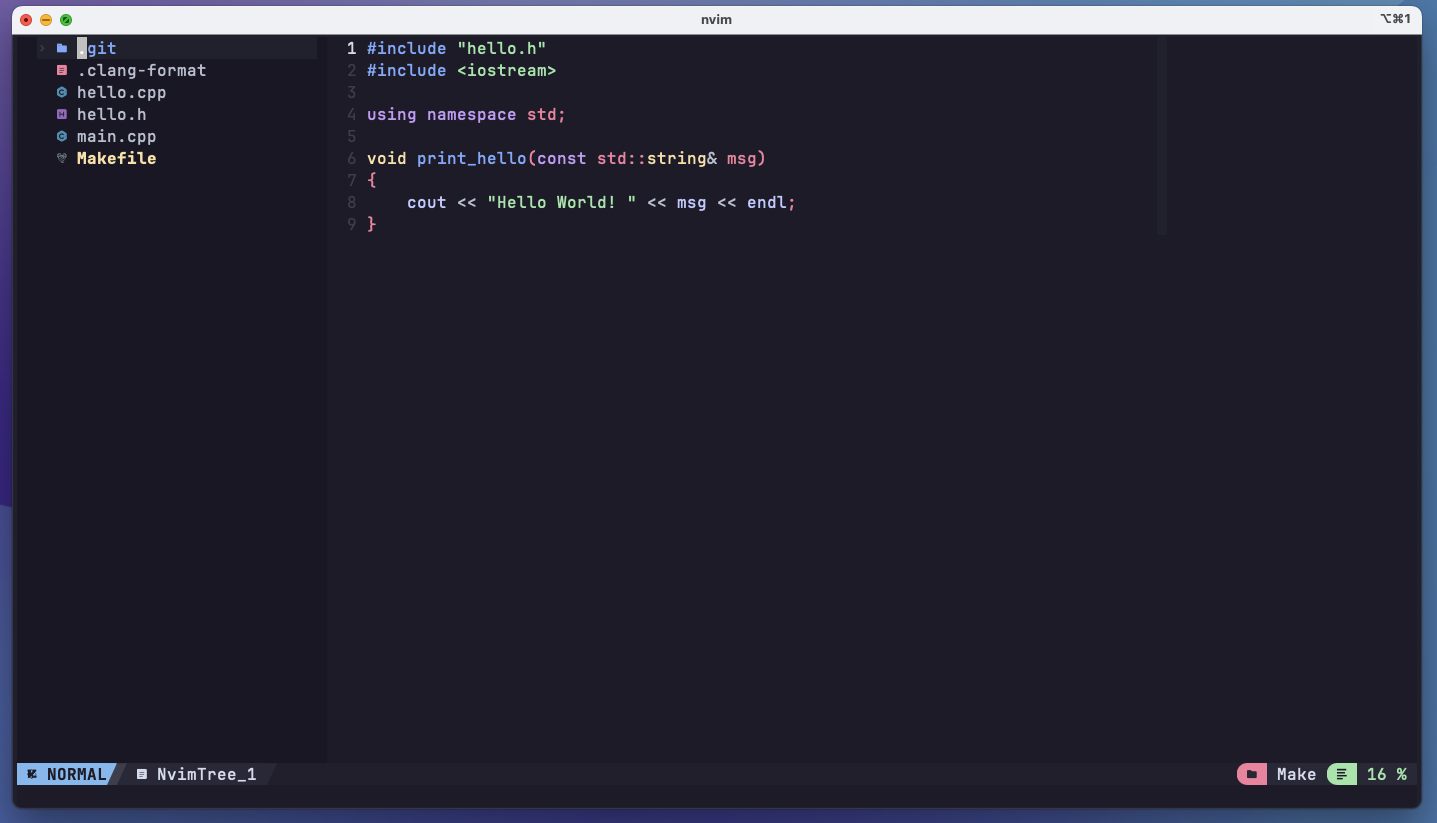 nvim
⌥⌘1
.git
.clang-format
hello.cpp
hello.h
main.cpp
Makefile
1 #include "hello.h"
2 #include <iostream>
3
4 using namespace std;
5
6 void print_hello(const std::string& msg)
7 {
8     cout << "Hello World! " << msg << endl;
9 }
NORMAL NvimTree_1 Make 16 %